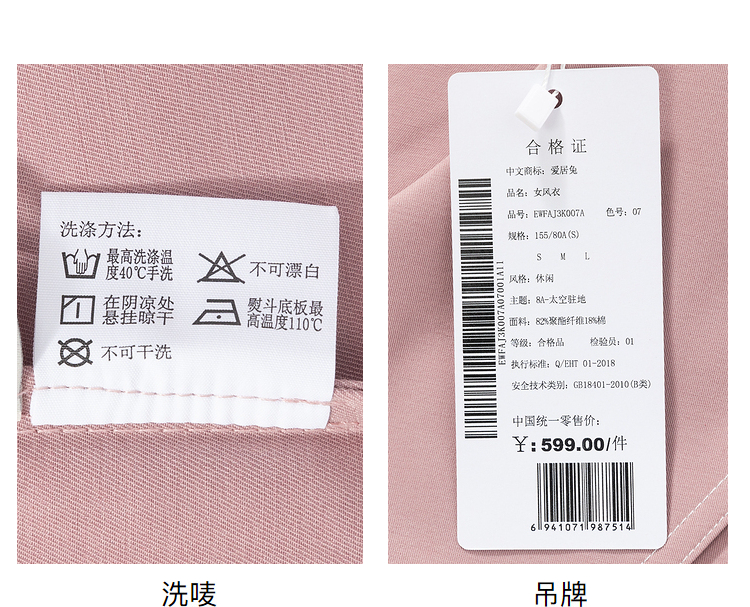 洗涤方法:
最高洗涤温
度40℃手洗
不可漂白
在阴凉处
悬挂晾干
熨斗底板最
高温度110℃
不可干洗
洗唛
合格证
中文商标: 爱居兔
品名: 女风衣
品号: EWFAJ3K007A 色号: 07
规格: 155/80A(S)
S M L
风格: 休闲
主题: 8A-太空驻地
面料: 82%聚酯纤维18%棉
等级: 合格品 检验员: 01
执行标准: Q/EHT 01-2018
安全技术类别: GB18401-2010(B类)
EWFAJ3K007A07001A11
中国统一零售价:
¥:599.00/件
6 941071 987514
吊牌